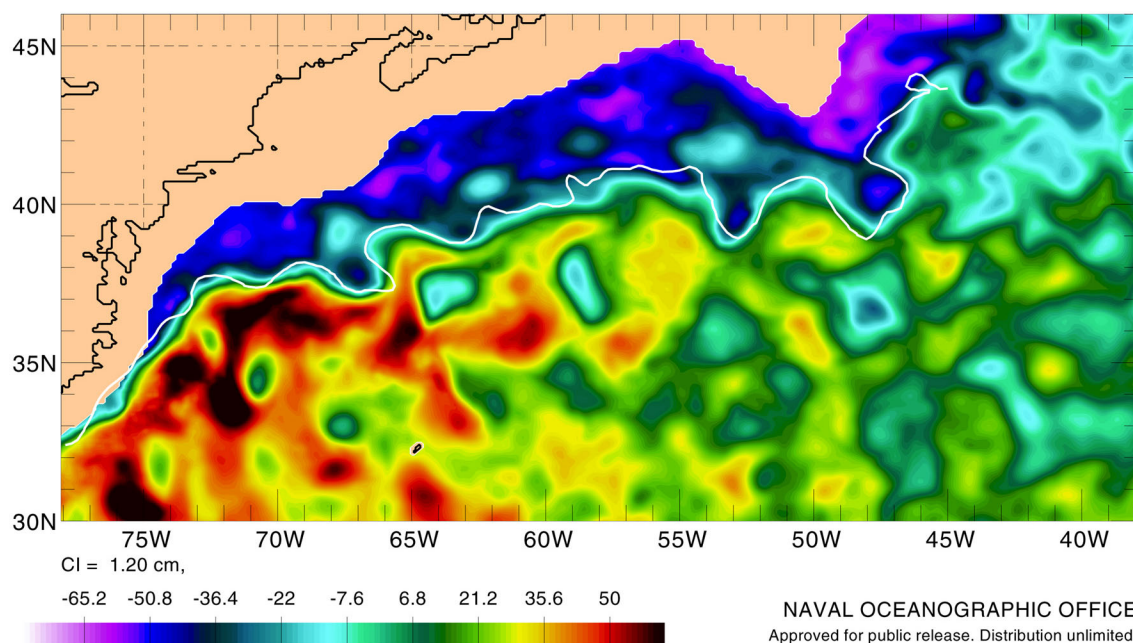 45N
40N
35N
30N
75W 70W 65W 60W 55W 50W 45W 40W
CI = 1.20 cm,
-65.2 -50.8 -36.4 -22 -7.6 6.8 21.2 35.6 50
NAVAL OCEANOGRAPHIC OFFICE
Approved for public release. Distribution unlimited